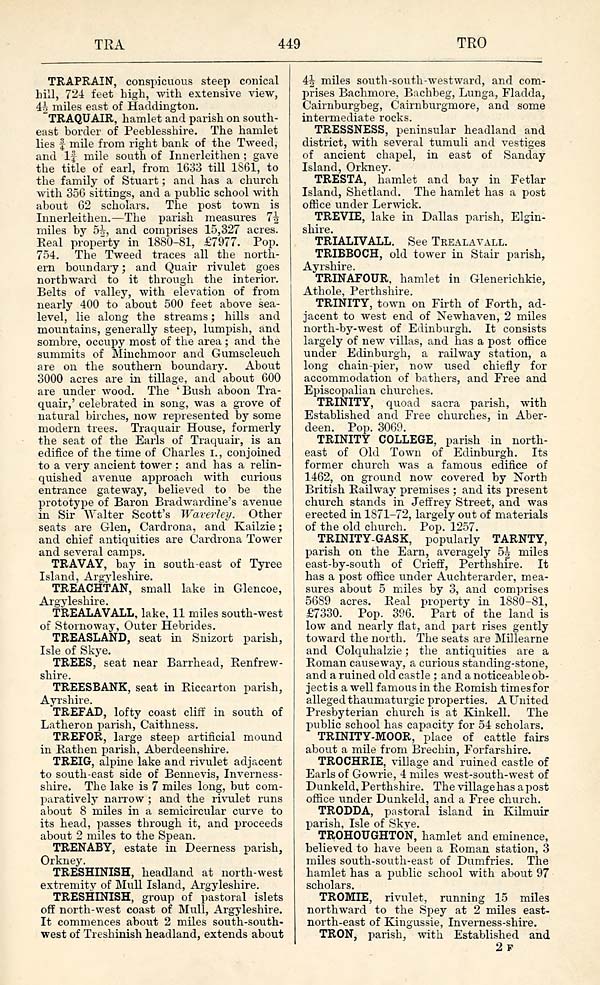 TRA 449 TRO
TRAPRAIN, conspicuous steep conical
hill, 724 feet high, with extensive view,
4½ miles east of Haddington.
TRAQUAIR, hamlet and parish on south-
east border of Peeblesshire. The hamlet
lies ¾ mile from right bank of the Tweed,
and 1¾ mile south of Innerleithen; gave
the title of earl, from 1633 till 1861, to
the family of Stuart; and has a church
with 356 sittings, and a public school with
about 62 scholars. The post town is
Innerleithen.—The parish measures 7½
miles by 5½, and comprises 15,327 acres.
Real property in 1880-81, £7977. Pop.
754. The Tweed traces all the north-
ern boundary; and Quair rivulet goes
northward to it through the interior.
Belts of valley, with elevation of from
nearly 400 to about 500 feet above sea-
level, lie along the streams; hills and
mountains, generally steep, lumpish, and
sombre, occupy most of the area; and the
summits of Minchmoor and Gumscleuch
are on the southern boundary. About
3000 acres are in tillage, and about 600
are under wood. The 'Bush aboon Tra-
quair,' celebrated in song, was a grove of
natural birches, now represented by some
modern trees. Traquair House, formerly
the seat of the Earls of Traquair, is an
edifice of the time of Charles I., conjoined
to a very ancient tower: and has a relin-
quished avenue approach with curious
entrance gateway, believed to be the
prototype of Baron Bradwardine's avenue
in Sir Walter Scott's Waverley. Other
seats are Glen, Cardrona, and Kailzie;
and chief antiquities are Cardrona Tower
and several camps.
TRAVAY, bay in south-east of Tyree
Island, Argyleshire.
TREACHTAN, small lake in Glencoe,
Argyleshire.
TREALAVALL, lake, 11 miles south-west
of Stornoway, Outer Hebrides.
TREASLAND, seat in Snizort parish,
Isle of Skye.
TREES, seat near Barrhead, Renfrew-
shire.
TREESBANK, seat in Riccarton parish,
Ayrshire.
TREFAD, lofty coast cliff in south of
Latheron parish, Caithness.
TREFOR, large steep artificial mound
in Rathen parish, Aberdeenshire.
TREIG, alpine lake and rivulet adjacent
to south-east side of Bennevis, Inverness-
shire. The lake is 7 miles long, but com-
paratively narrow; and the rivulet runs
about 8 miles in a semicircular curve to
its head, passes through it, and proceeds
about 2 miles to the Spean.
TRENABY, estate in Deerness parish,
Orkney.
TRESHINISH, headland at north-west
extremity of Mull Island, Argyleshire.
TRESHINISH, group of pastoral islets
off north-west coast of Mull, Argyleshire.
It commences about 2 miles south-south-
west of Treshinish headland, extends about
4½ miles south-south-westward, and com-
prises Bachmore, Bachbeg, Lunga, Fladda,
Cairnburgbeg, Cairnburgmore, and some
intermediate rocks.
TRESSNESS, peninsular headland and
district, with several tumuli and vestiges
of ancient chapel, in east of Sanday
Island, Orkney.
TRESTA, hamlet and bay in Fetlar
Island, Shetland. The hamlet has a post
office under Lerwick.
TREVIE, lake in Dallas parish, Elgin-
shire.
TRIALIVALL. See TREALAVALL.
TRIBBOCH, old tower in Stair parish,
Ayrshire.
TRINAFOUR, hamlet in Glenerichkie,
Athole, Perthshire.
TRINITY, town on Firth of Forth, ad-
jacent to west end of Newhaven, 2 miles
north-by-west of Edinburgh. It consists
largely of new villas, and has a post office
under Edinburgh, a railway station, a
long chain-pier, now used chiefly for
accommodation of bathers, and Free and
Episcopalian churches.
TRINITY, quoad sacra parish, with
Established and Free churches, in Aber-
deen. Pop. 3069.
TRINITY COLLEGE, parish in north-
east of Old Town of Edinburgh. Its
former church was a famous edifice of
1462, on ground now covered by North
British Railway premises; and its present
church stands in Jeffrey Street, and was
erected in 1871-72, largely out of materials
of the old church. Pop. 1257.
TRINITY-GASK, popularly TARNTY,
parish on the Earn, averagely 5½ miles
east-by-south of Crieff, Perthshire. It
has a post office under Auchterarder, mea-
sures about 5 miles by 3, and comprises
5689 acres. Real property in 1880-81,
£7330. Pop. 396. Part of the land is
low and nearly flat, and part rises gently
toward the north. The seats are Millearne
and Colquhalzie; the antiquities are a
Roman causeway, a curious standing-stone,
and a ruined old castle; and a noticeable ob-
ject is a well famous in the Romish times for
alleged thaumaturgic properties. A United
Presbyterian church is at Kinkell. The
public school has capacity for 54 scholars.
TRINITY-MOOR, place of cattle fairs
about a mile from Brechin, Forfarshire.
TROCHRIE, village and ruined castle of
Earls of Gowrie, 4 miles west-south-west of
Dunkeld, Perthshire. The village has a post
office under Dunkeld, and a Free church.
TRODDA, pastoral island in Kilmuir
parish, Isle of Skye.
TROHOUGHTON, hamlet and eminence,
believed to have been a Roman station, 3
miles south-south-east of Dumfries. The
hamlet has a public school with about 97
scholars.
TROMIE, rivulet, running 15 miles
northward to the Spey at 2 miles east-
north-east of Kingussie, Inverness-shire.
TRON, parish, with Established and
2 F